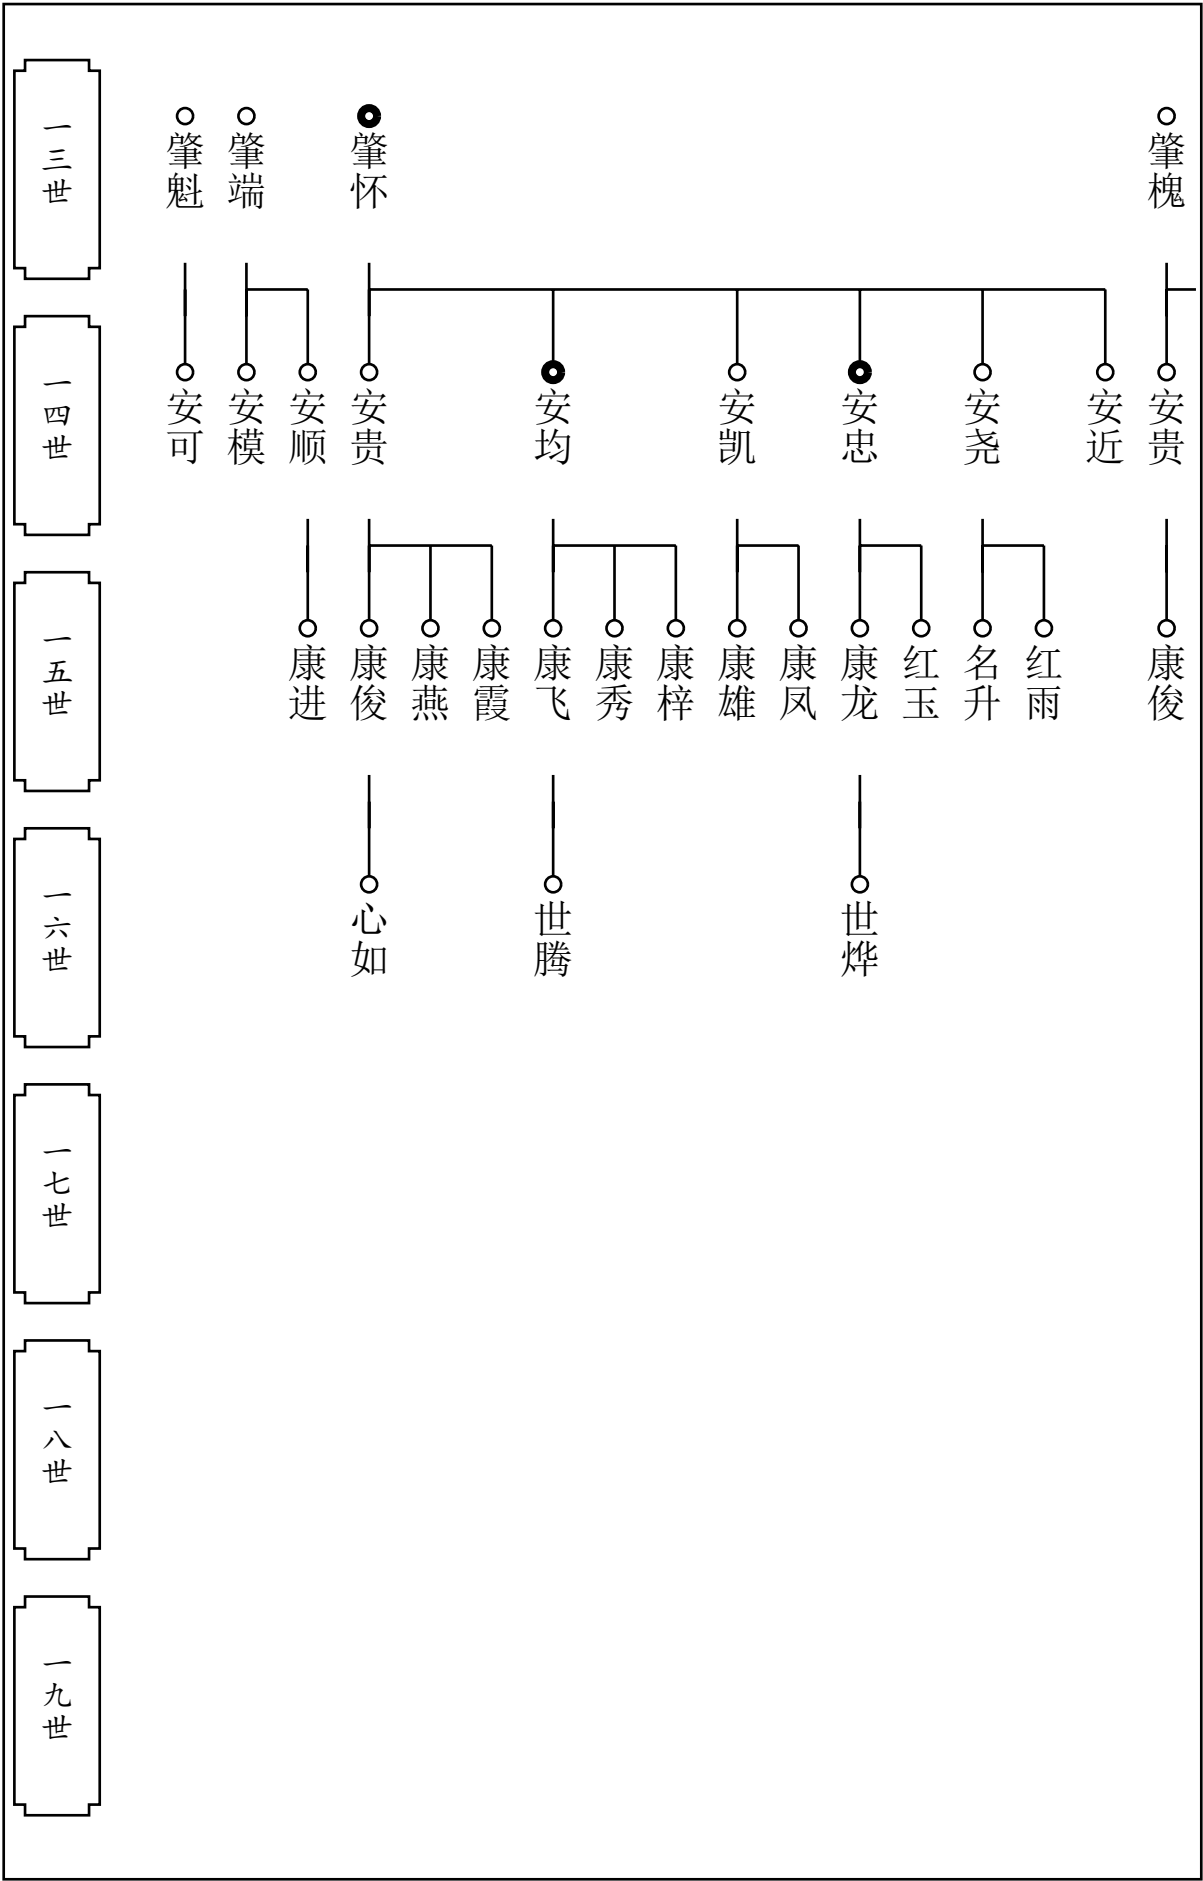 一三世
肇魁
肇端
肇怀
肇槐
一四世
安可
安模
安顺
安贵
安均
安凯
安忠
安尧
安近
安贵
一五世
康进
康俊
康燕
康霞
康飞
康秀
康梓
康雄
康凤
康龙
红玉
名升
红雨
康俊
一六世
心如
世腾
世烨
一七世
一八世
一九世